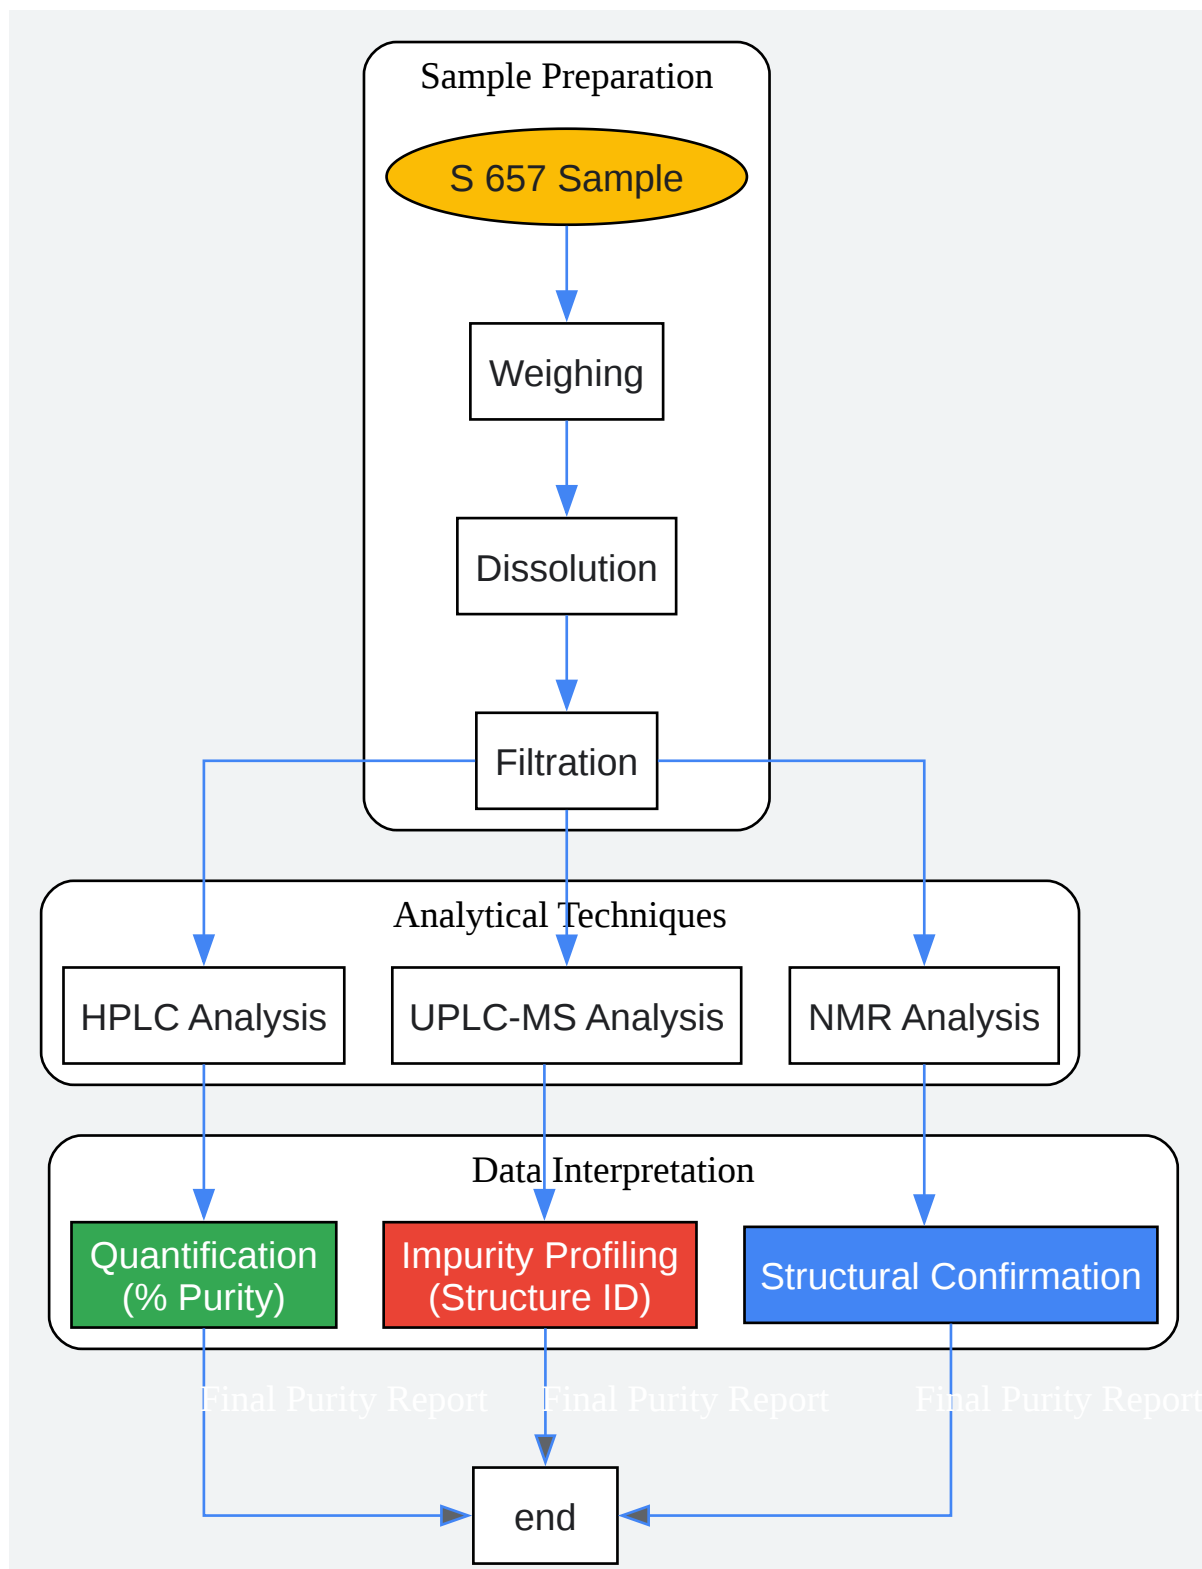 Sample Preparation
S 657 Sample
Weighing
Dissolution
Filtration
Analytical Techniques
HPLC Analysis
UPLC-MS Analysis
NMR Analysis
Data Interpretation
Quantification
(% Purity)
Impurity Profiling
(Structure ID)
Structural Confirmation
Final Purity Report
Final Purity Report
Final Purity Report
end